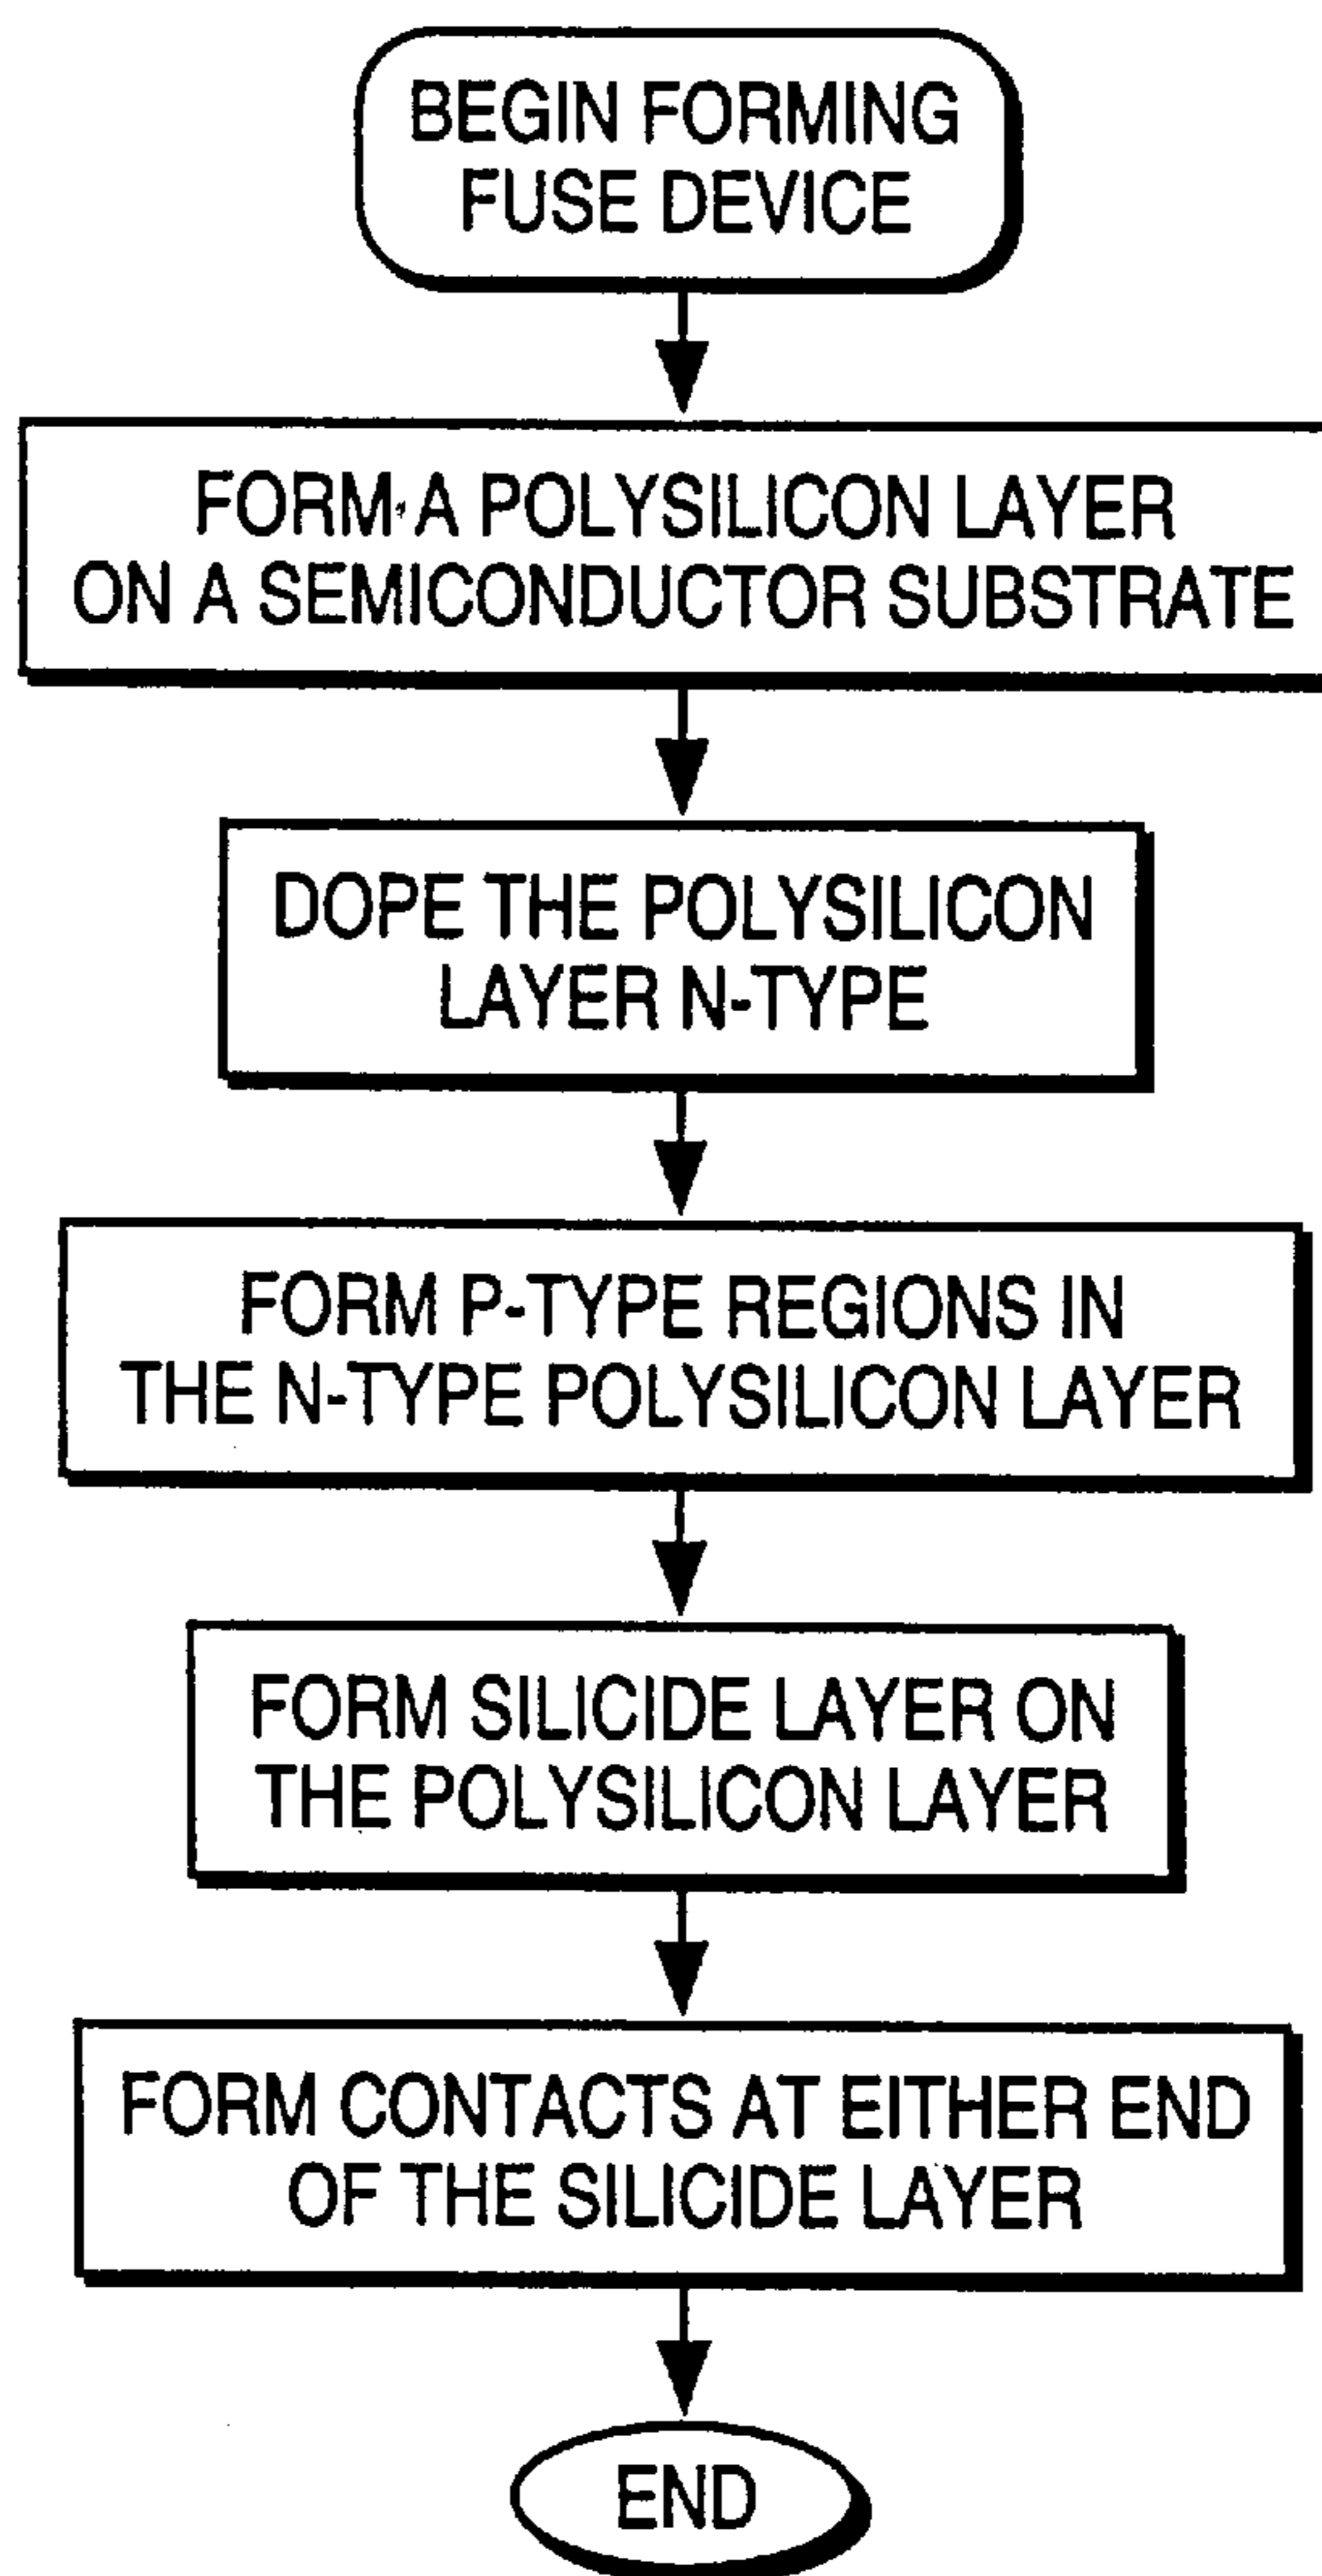 BEGIN FORMING
FUSE DEVICE
FORM A POLYSILICON LAYER
ON A SEMICONDUCTOR SUBSTRATE
DOPE THE POLYSILICON
LAYER N-TYPE
FORM P-TYPE REGIONS IN
THE N-TYPE POLYSILICON LAYER
FORM SILICIDE LAYER ON
THE POLYSILICON LAYER
FORM CONTACTS AT EITHER END
OF THE SILICIDE LAYER
END